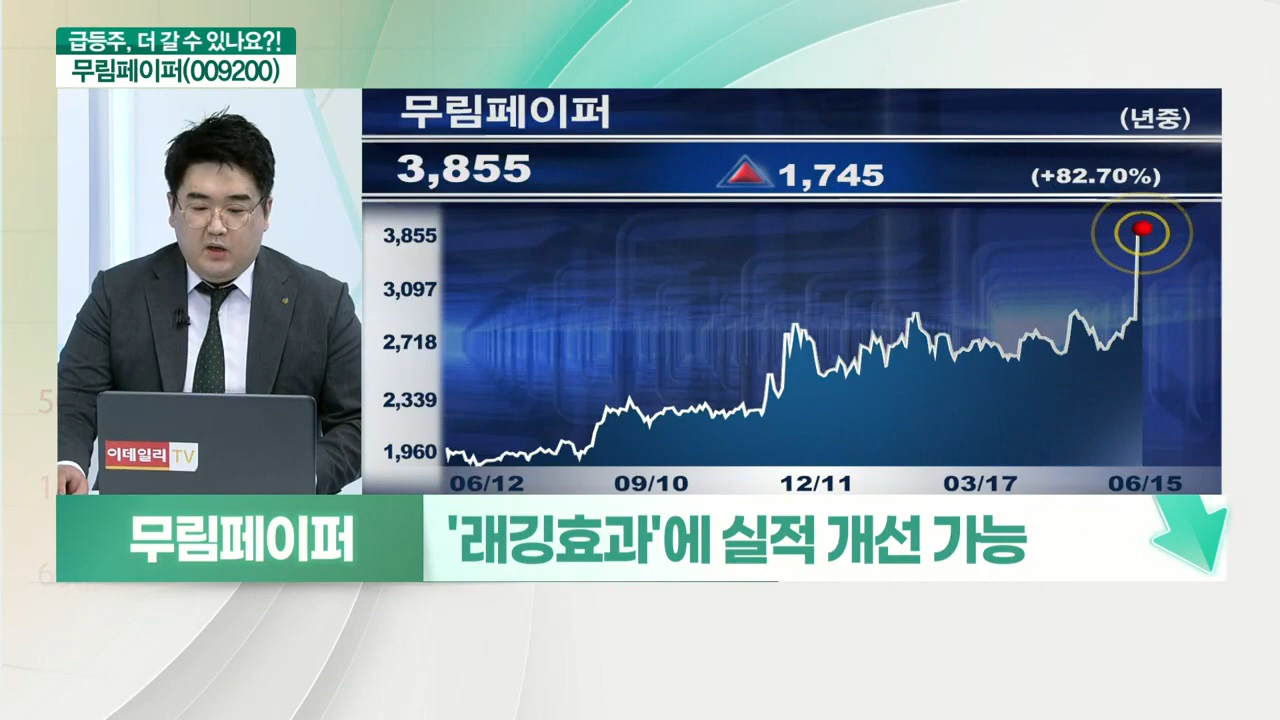 급등주, 더 갈 수 있나요?!
무림페이퍼(009200)
무림페이퍼 (년중)
3,855 1,745 (+82.70%)
3,855
3,097
2,718
2,339
1,960
06/12 09/10 12/11 03/17 06/15
이데일리TV
무림페이퍼 '래깅효과'에 실적 개선 가능